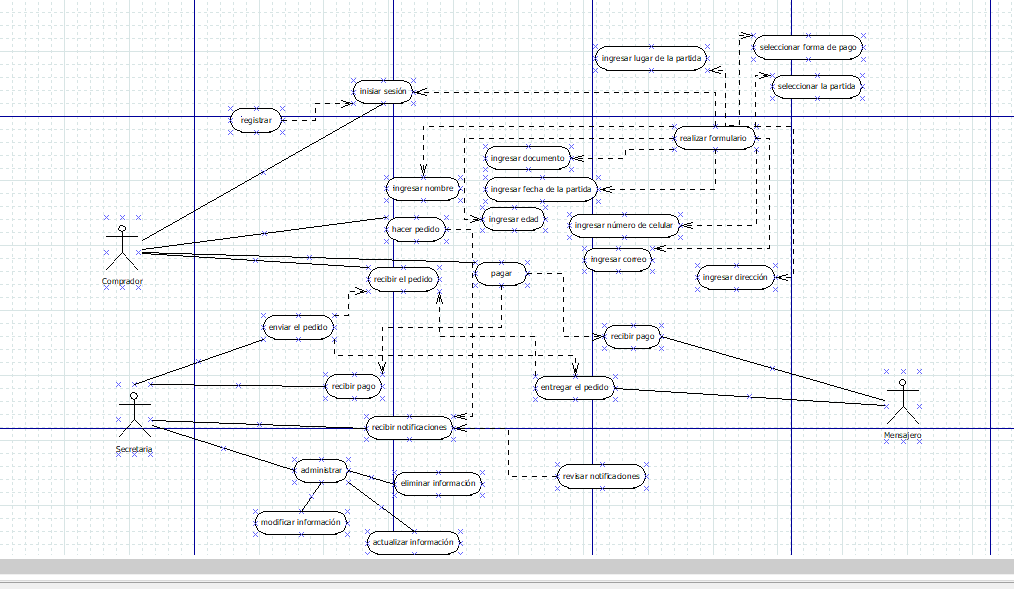 seleccionar forma de pago
ingresar lugar de la partida
seleccionar la partida
inisiar sesión
registrar
realizar formulario
ingresar documento
ingresar nombre
ingresar fecha de la partida
ingresar edad
hacer pedido
ingresar número de celular
ingresar correo
Comprador
recibir el pedido
pagar
ingresar dirección
enviar el pedido
recibir pago
recibir pago
entregar el pedido
recibir notificaciones
Mensajero
Secretaria
administrar
eliminar información
revisar notificaciones
modificar información
actualizar información